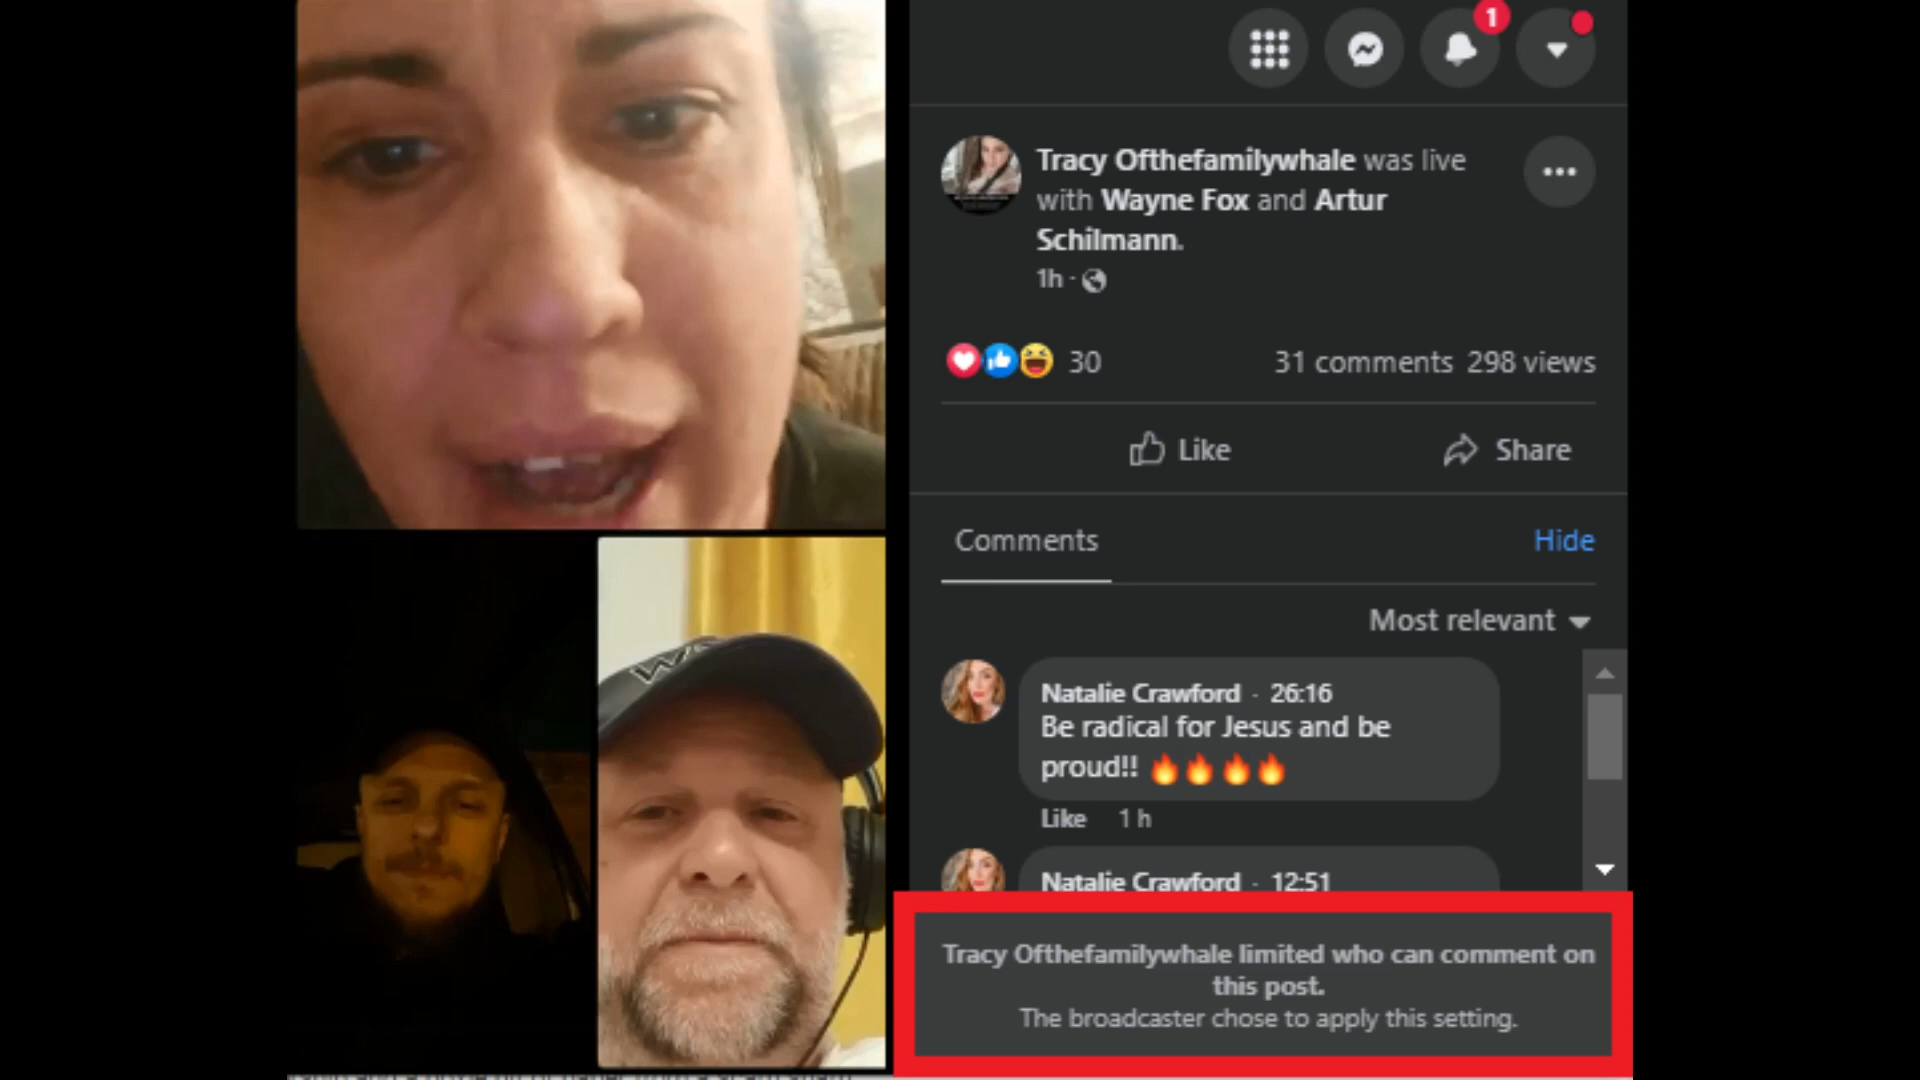 1
Tracy Ofthefamilywhale was live
with Wayne Fox and Artur
Schilmann.
1h ·
30 31 comments 298 views
Like Share
Comments Hide
Most relevant
Natalie Crawford · 26:16
Be radical for Jesus and be
proud!! 🔥🔥🔥🔥
Like 1 h
Natalie Crawford · 12:51
Tracy Ofthefamilywhale limited who can comment on
this post.
The broadcaster chose to apply this setting.